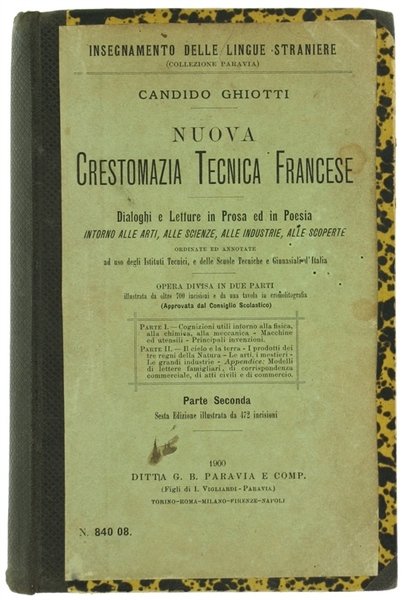 INSEGNAMENTO DELLE LINGUE STRANIERE
(COLLEZIONE PARAVIA)
CANDIDO GHIOTTI
NUOVA
CRESTOMAZIA TECNICA FRANCESE
Dialoghi e Letture in Prosa ed in Poesia
INTORNO ALLE ARTI, ALLE SCIENZE, ALLE INDUSTRIE, ALLE SCOPERTE
ORDINATE ED ANNOTATE
ad uso degli Istituti Tecnici, e delle Scuole Tecniche e Ginnasiali d'Italia
OPERA DIVISA IN DUE PARTI
illustrata da oltre 700 incisioni e da una tavola in cromolitografia
(Approvata dal Consiglio Scolastico)
PARTE I. — Cognizioni utili intorno alla fisica,
alla chimica, alla meccanica - Macchine
ed utensili - Principali invenzioni.
PARTE II. — Il cielo e la terra - I prodotti dei
tre regni della Natura - Le arti, i mestieri -
Le grandi industrie - Appendice: Modelli
di lettere famigliari, di corrispondenza
commerciale, di atti civili e di commercio.
Parte Seconda
Sesta Edizione illustrata da 472 incisioni
1900
DITTA G. B. PARAVIA E COMP.
(Figli di I. VIGLIARDI-PARAVIA)
TORINO-ROMA-MILANO-FIRENZE-NAPOLI
N. 840 08.